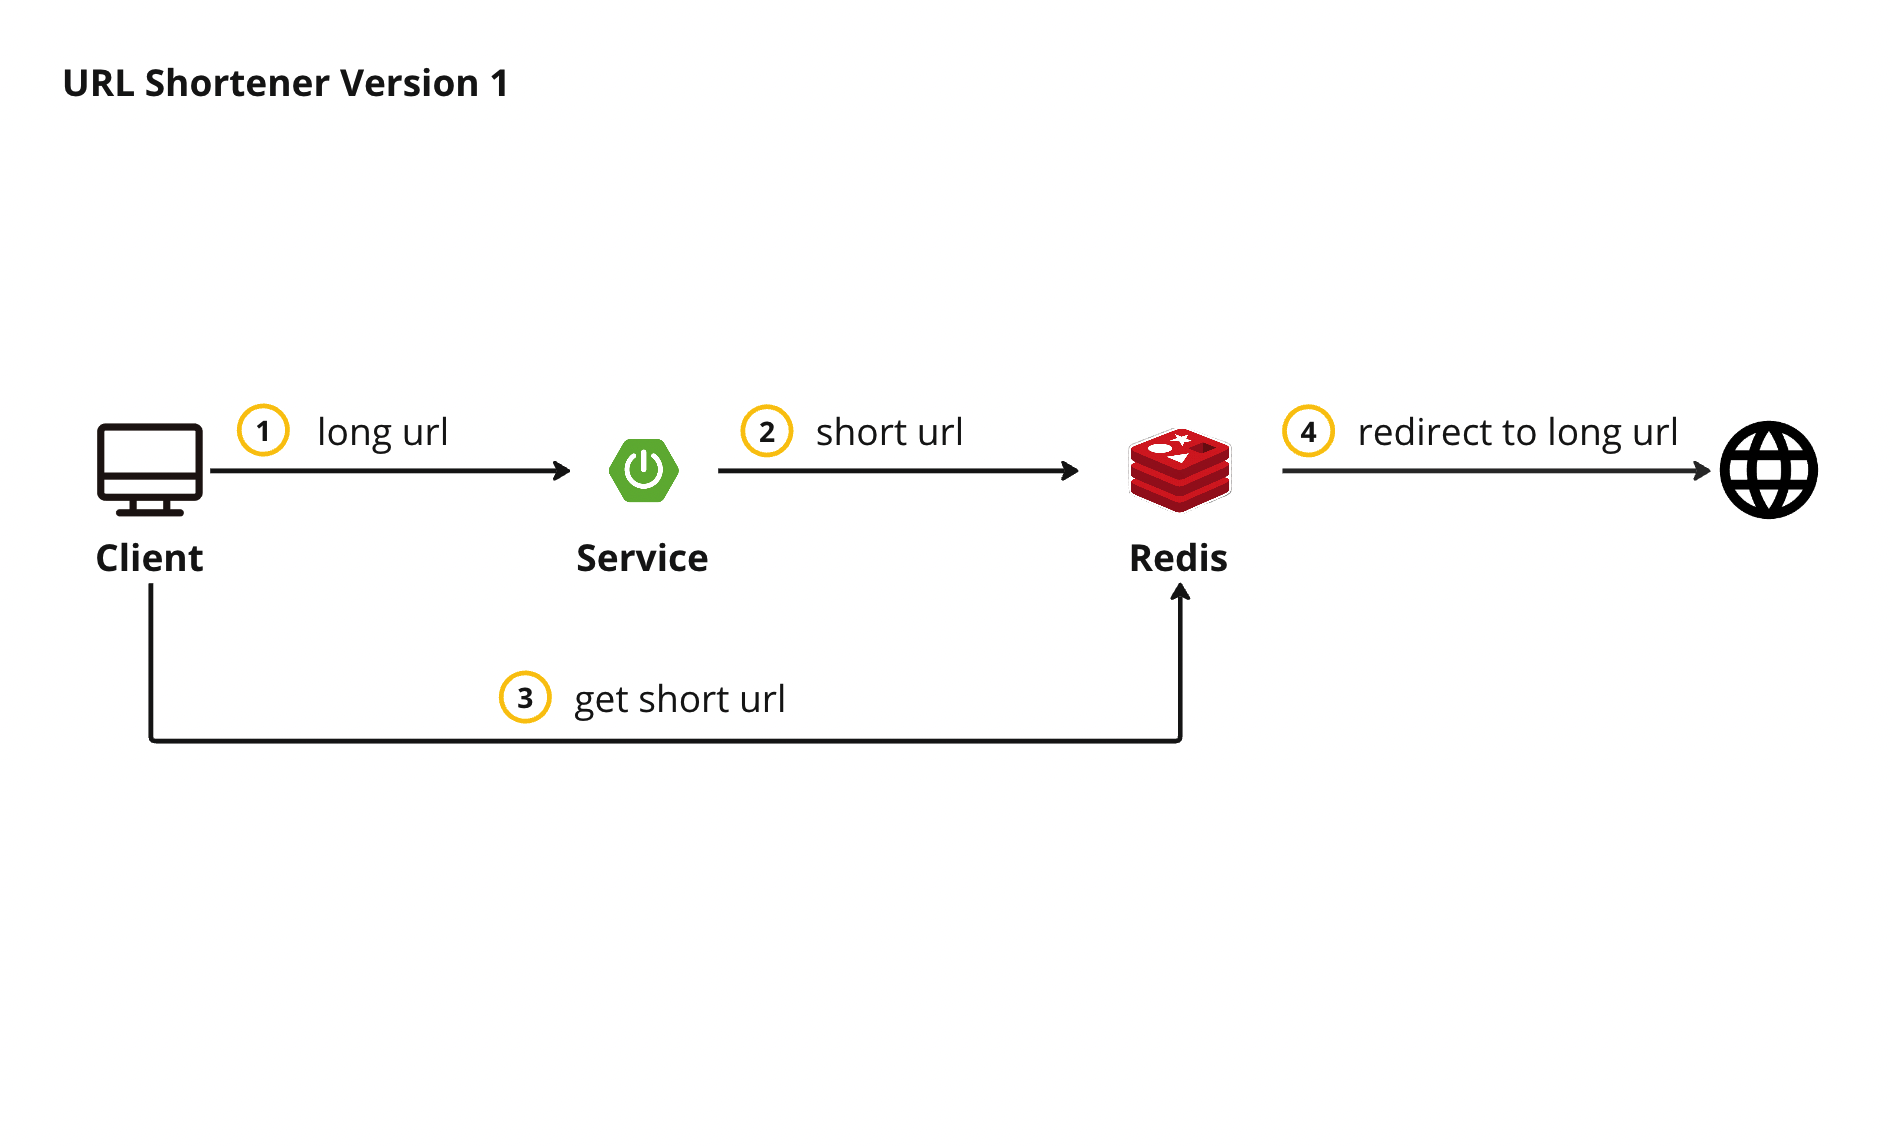 URL Shortener Version 1
1 long url
2 short url
4 redirect to long url
Client
Service
Redis
3 get short url